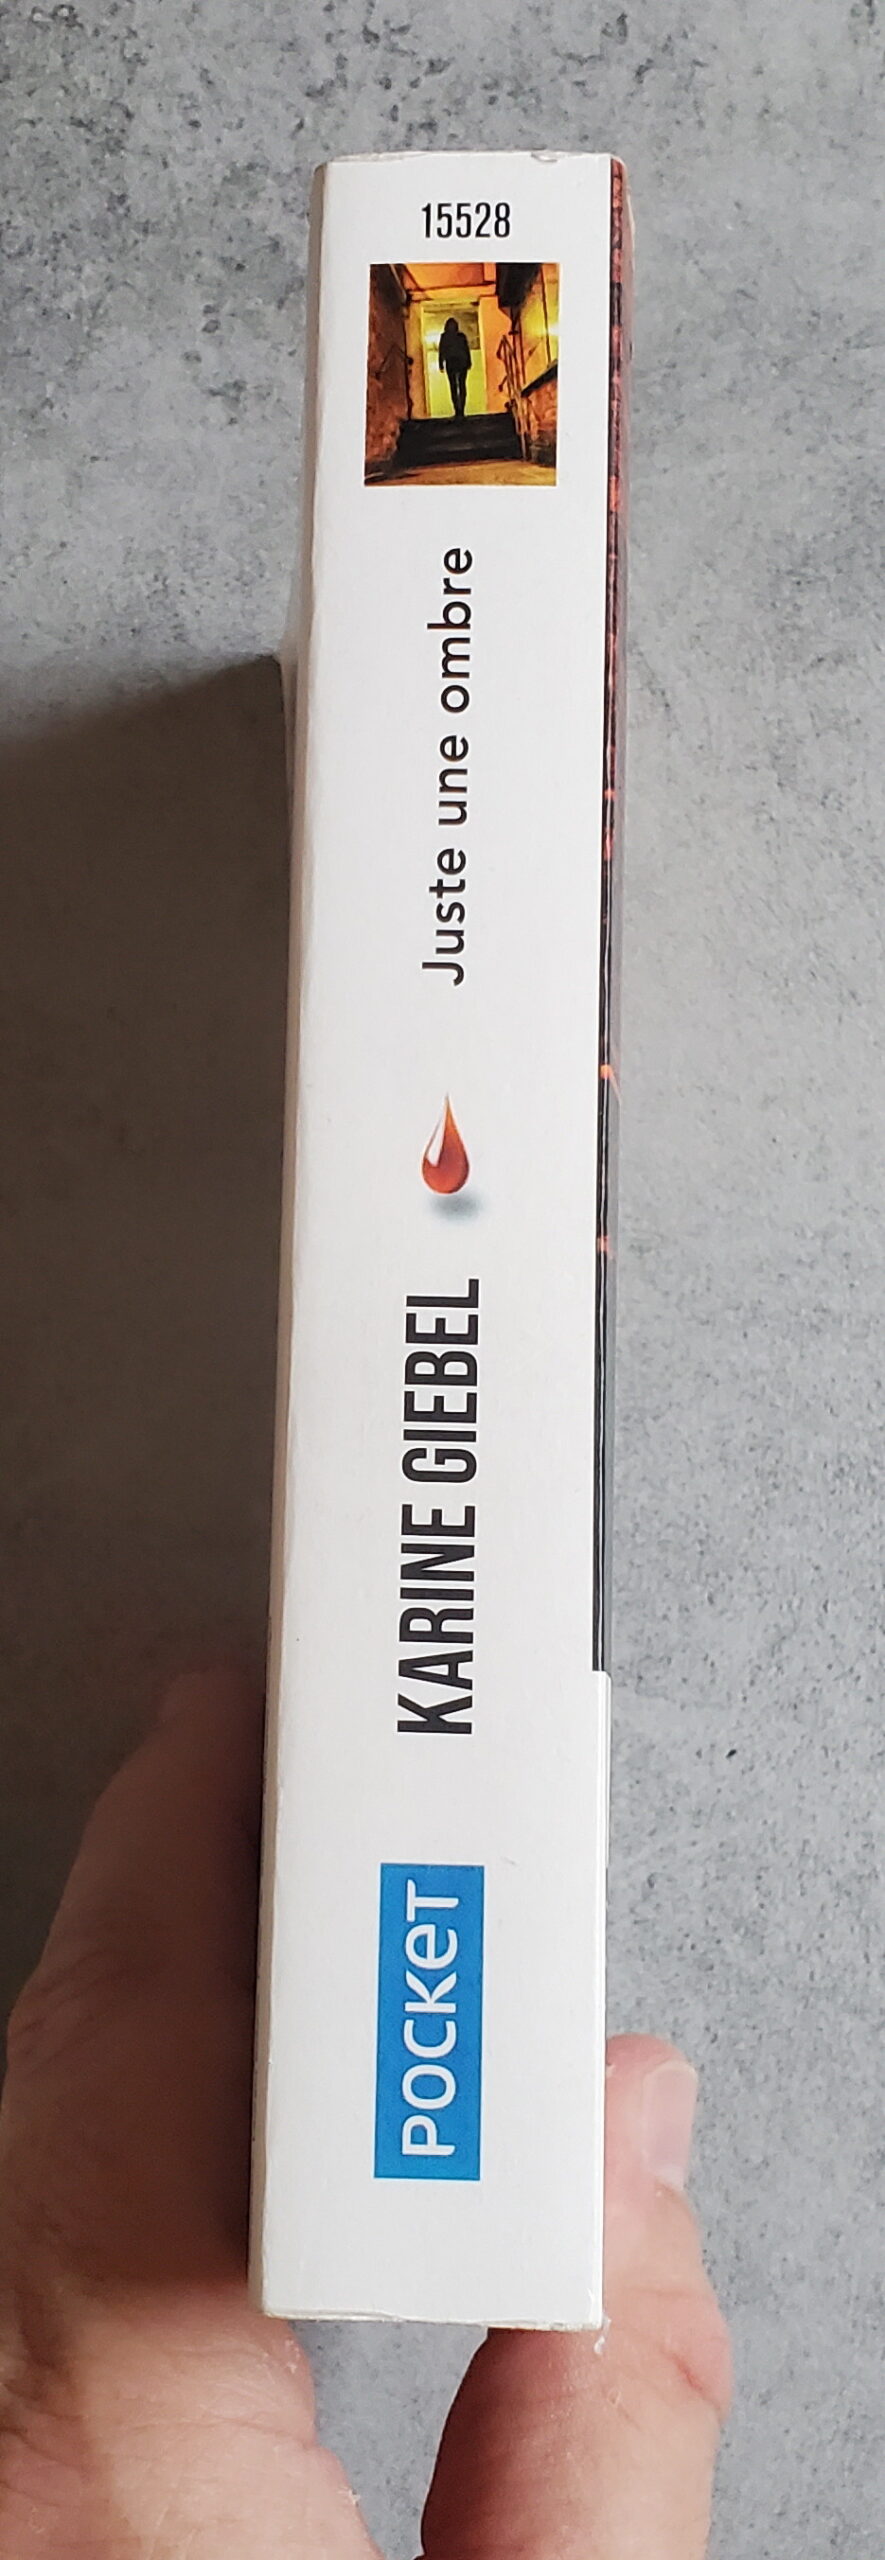 15528
Juste une ombre
KARINE GIEBEL
POCKET